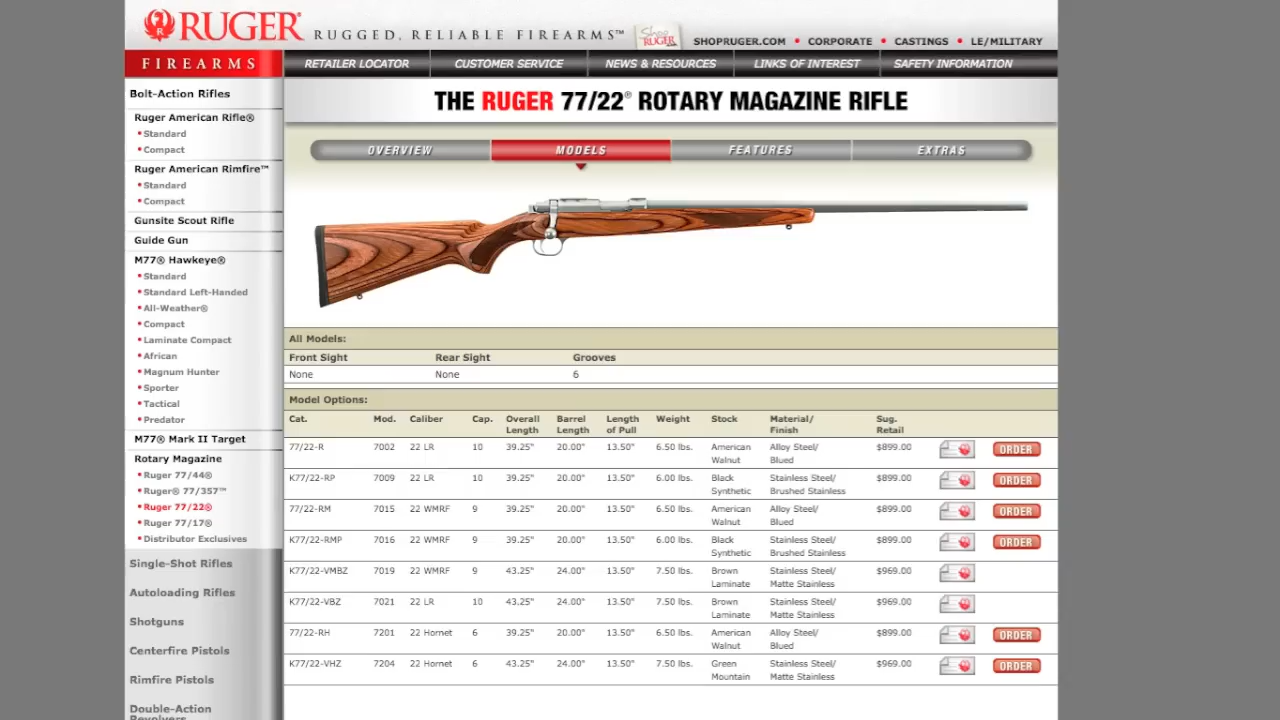 RUGER RUGGED, RELIABLE FIREARMS™
Shop RUGER
SHOPRUGER.COM • CORPORATE • CASTINGS • LE/MILITARY
FIREARMS
RETAILER LOCATOR CUSTOMER SERVICE NEWS & RESOURCES LINKS OF INTEREST SAFETY INFORMATION
Bolt-Action Rifles
Ruger American Rifle®
Standard
Compact
Ruger American Rimfire™
Standard
Compact
Gunsite Scout Rifle
Guide Gun
M77® Hawkeye®
Standard
Standard Left-Handed
All-Weather®
Compact
Laminate Compact
African
Magnum Hunter
Sporter
Tactical
Predator
M77® Mark II Target
Rotary Magazine
Ruger 77/44®
Ruger® 77/357™
Ruger 77/22®
Ruger 77/17®
Distributor Exclusives
Single-Shot Rifles
Autoloading Rifles
Shotguns
Centerfire Pistols
Rimfire Pistols
Double-Action
Revolvers
THE RUGER 77/22® ROTARY MAGAZINE RIFLE
OVERVIEW MODELS FEATURES EXTRAS
All Models:
Front Sight Rear Sight Grooves
None None 6
Model Options:
Cat. Mod. Caliber Cap. Overall Barrel Length Weight Stock Material/ Sug.
Length Length of Pull Finish Retail
77/22-R 7002 22 LR 10 39.25" 20.00" 13.50" 6.50 lbs. American Alloy Steel/ $899.00 ORDER
Walnut Blued
K77/22-RP 7009 22 LR 10 39.25" 20.00" 13.50" 6.00 lbs. Black Stainless Steel/ $899.00 ORDER
Synthetic Brushed Stainless
77/22-RM 7015 22 WMRF 9 39.25" 20.00" 13.50" 6.50 lbs. American Alloy Steel/ $899.00 ORDER
Walnut Blued
K77/22-RMP 7016 22 WMRF 9 39.25" 20.00" 13.50" 6.00 lbs. Black Stainless Steel/ $899.00 ORDER
Synthetic Brushed Stainless
K77/22-VMBZ 7019 22 WMRF 9 43.25" 24.00" 13.50" 7.50 lbs. Brown Stainless Steel/ $969.00
Laminate Matte Stainless
K77/22-VBZ 7021 22 LR 10 43.25" 24.00" 13.50" 7.50 lbs. Brown Stainless Steel/ $969.00
Laminate Matte Stainless
77/22-RH 7201 22 Hornet 6 39.25" 20.00" 13.50" 6.50 lbs. American Alloy Steel/ $899.00 ORDER
Walnut Blued
K77/22-VHZ 7204 22 Hornet 6 43.25" 24.00" 13.50" 7.50 lbs. Green Stainless Steel/ $969.00 ORDER
Mountain Matte Stainless